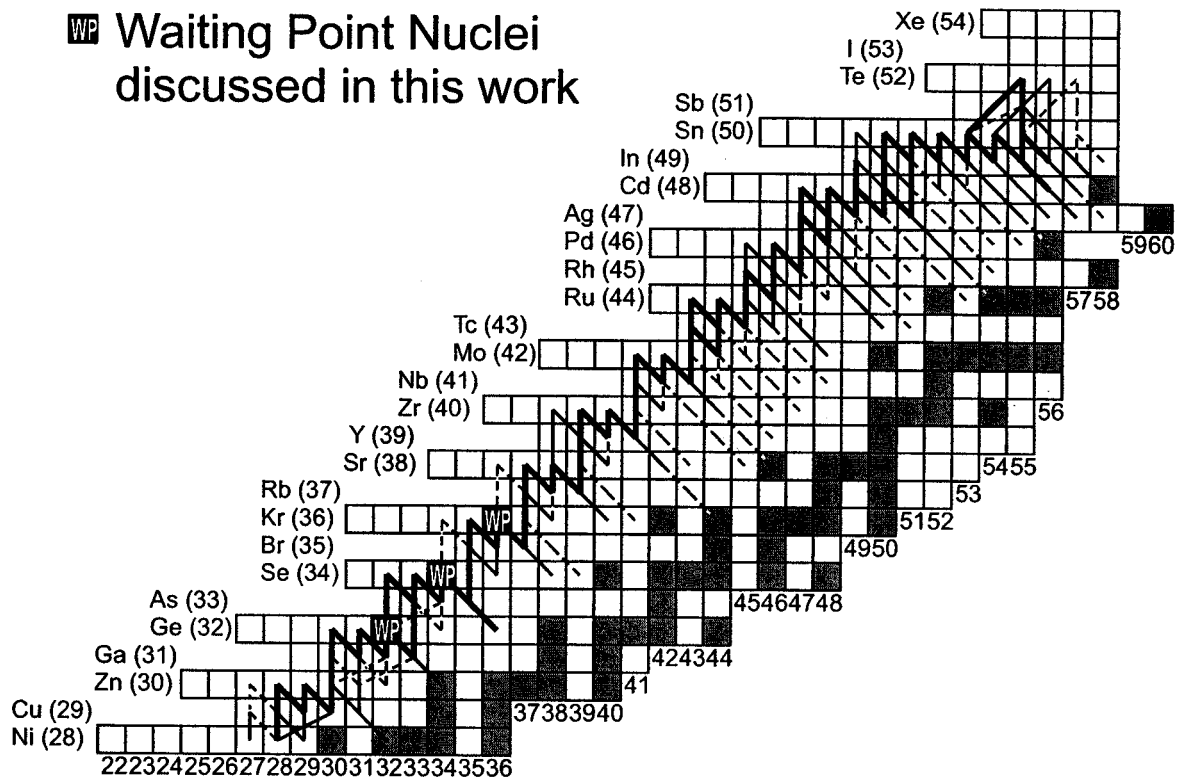 WP Waiting Point Nuclei
discussed in this work
Xe (54)
I (53)
Te (52)
Sb (51)
Sn (50)
In (49)
Cd (48)
Ag (47)
Pd (46)
5960
Rh (45)
Ru (44)
5758
Tc (43)
Mo (42)
Nb (41)
Zr (40)
56
Y (39)
Sr (38)
5455
Rb (37)
53
Kr (36)
WP
5152
Br (35)
4950
Se (34)
WP
As (33)
45464748
Ge (32)
WP
Ga (31)
424344
Zn (30)
41
Cu (29)
37383940
Ni (28)
222324252627282930313233343536